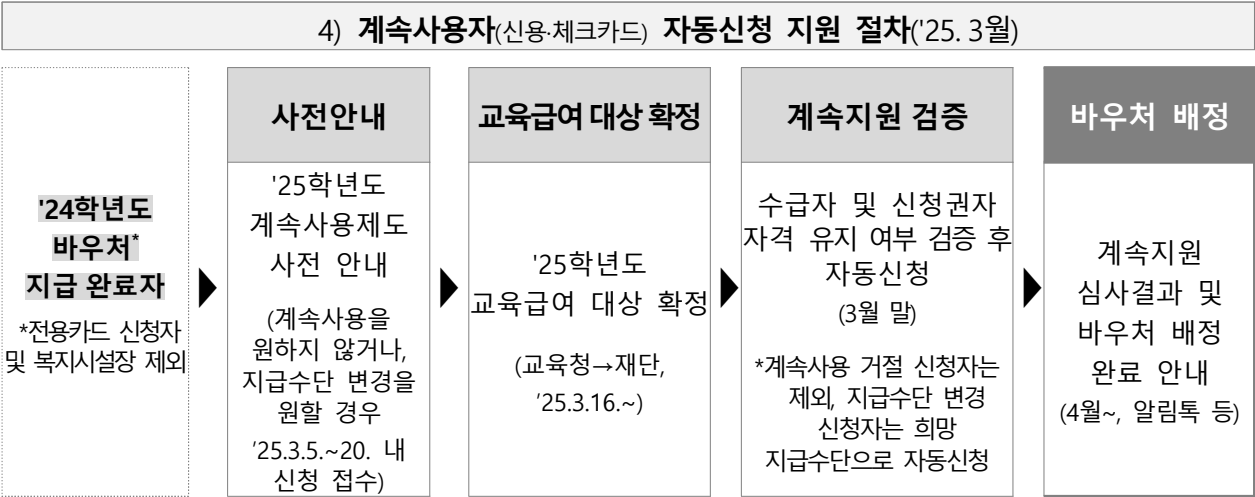 4) 계속사용자(신용·체크카드) 자동신청 지원 절차('25. 3월)
'24학년도
바우처*
지급 완료자
*전용카드 신청자
및 복지시설장 제외
사전안내
'25학년도
계속사용제도
사전 안내
(계속사용을
원하지 않거나,
지급수단 변경을
원할 경우
'25.3.5.~20. 내
신청 접수)
교육급여 대상 확정
'25학년도
교육급여 대상 확정
(교육청→재단,
'25.3.16.~)
계속지원 검증
수급자 및 신청권자
자격 유지 여부 검증 후
자동신청
(3월 말)
*계속사용 거절 신청자는
제외, 지급수단 변경
신청자는 희망
지급수단으로 자동신청
바우처 배정
계속지원
심사결과 및
바우처 배정
완료 안내
(4월~, 알림톡 등)